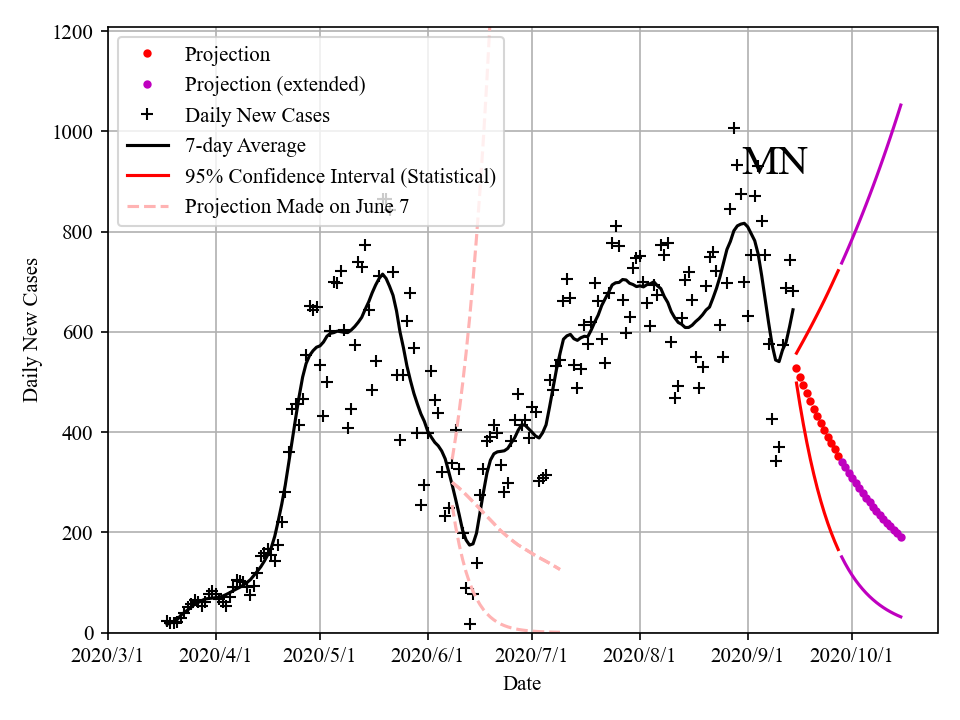 1200
1000
800
600
400
200
0
Daily New Cases
Projection
Projection (extended)
Daily New Cases
7-day Average
95% Confidence Interval (Statistical)
Projection Made on June 7
MN
2020/3/1 2020/4/1 2020/5/1 2020/6/1 2020/7/1 2020/8/1 2020/9/1 2020/10/1
Date